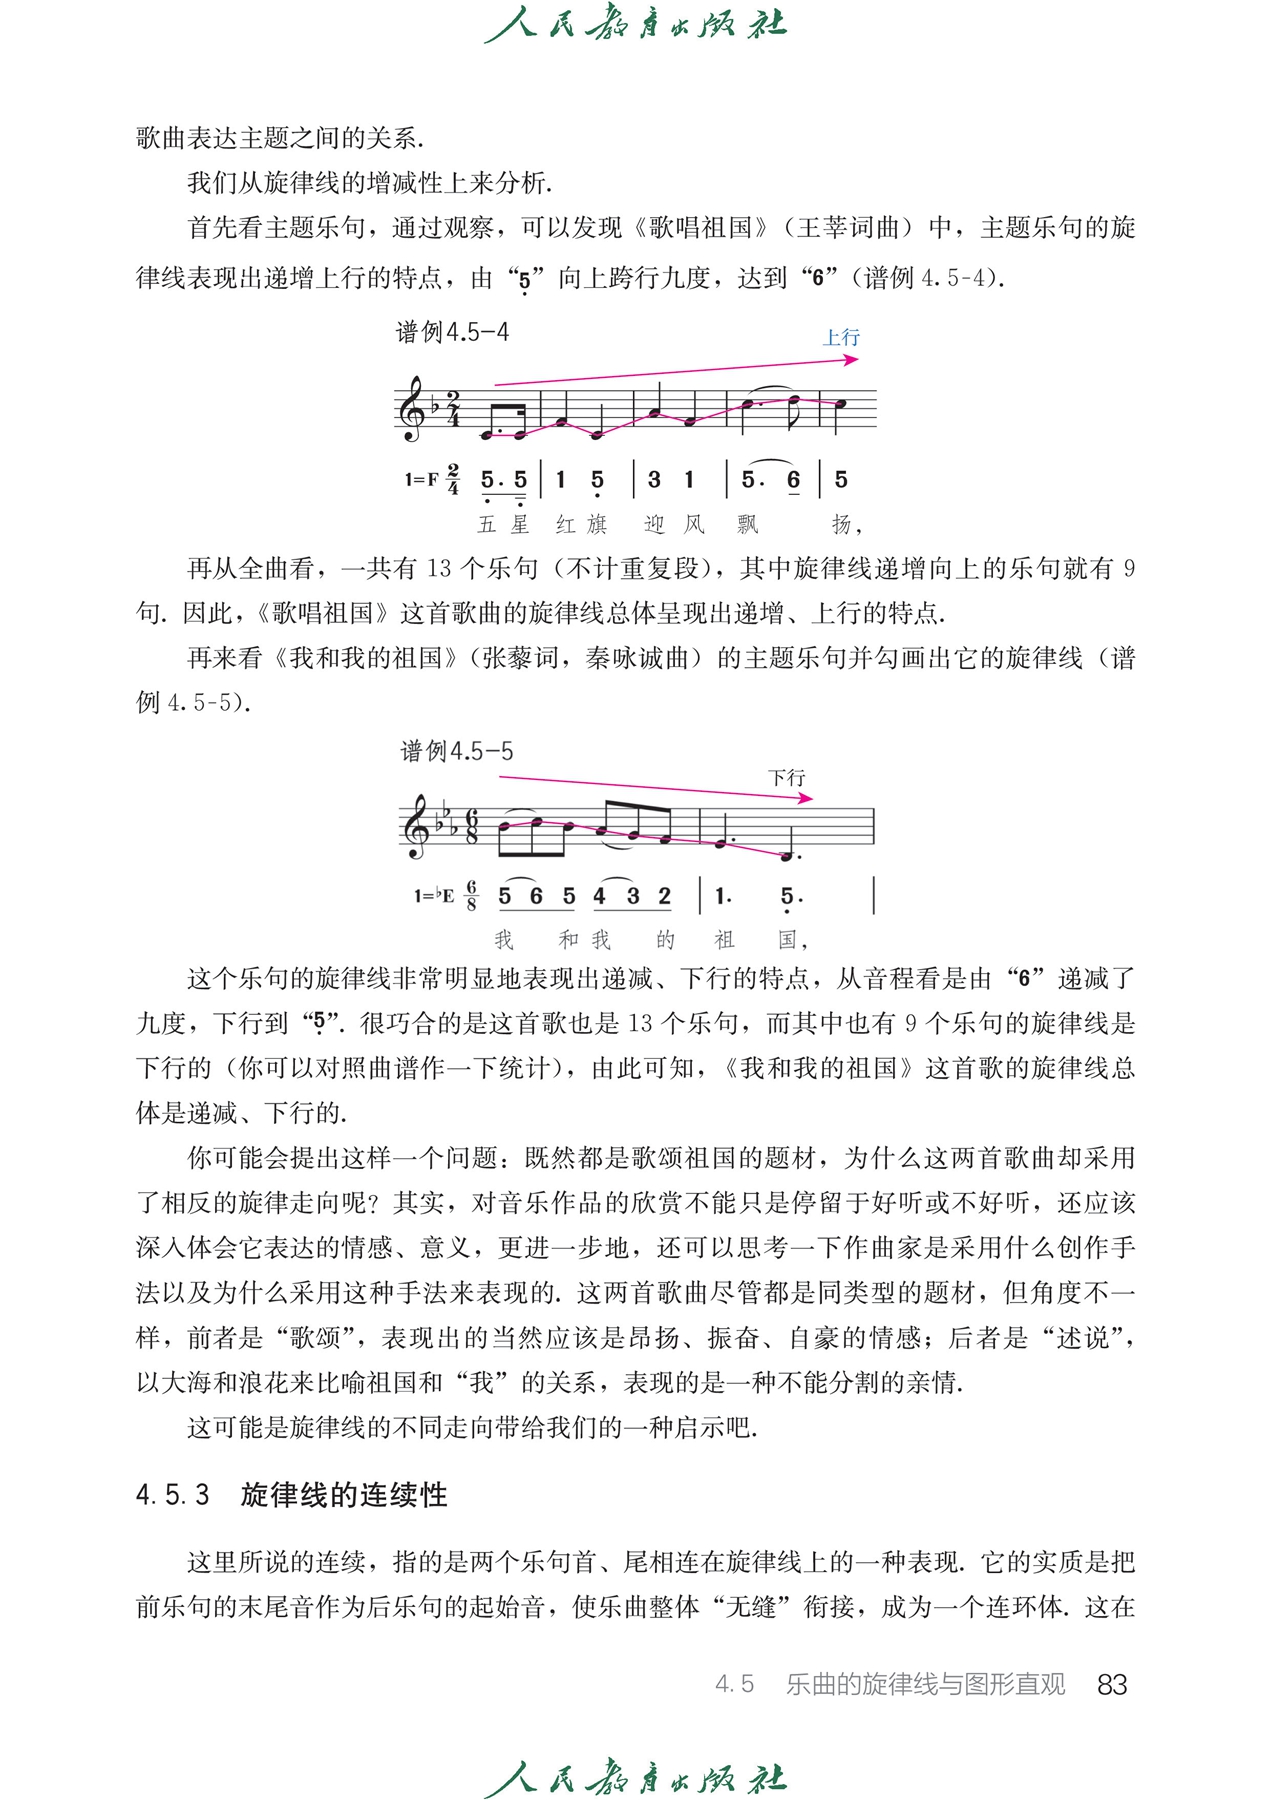 人民教育出版社
歌曲表达主题之间的关系.
我们从旋律线的增减性上来分析.
首先看主题乐句，通过观察，可以发现《歌唱祖国》（王莘词曲）中，主题乐句的旋
律线表现出递增上行的特点，由“5̣”向上跨行九度，达到“6”（谱例 4.5-4）.
谱例4.5-4
上行
2/4
1=F 2/4 5̣. 5̣ | 1 5̣ | 3 1 | 5. 6 | 5
五 星 红 旗 迎 风 飘 扬，
再从全曲看，一共有 13 个乐句（不计重复段），其中旋律线递增向上的乐句就有 9
句. 因此，《歌唱祖国》这首歌曲的旋律线总体呈现出递增、上行的特点.
再来看《我和我的祖国》（张藜词，秦咏诚曲）的主题乐句并勾画出它的旋律线（谱
例 4.5-5）.
谱例4.5-5
下行
6/8
1=♭E 6/8 5 6 5 4 3 2 | 1. 5̣. |
我 和 我 的 祖 国，
这个乐句的旋律线非常明显地表现出递减、下行的特点，从音程看是由“6”递减了
九度，下行到“5̣”. 很巧合的是这首歌也是 13 个乐句，而其中也有 9 个乐句的旋律线是
下行的（你可以对照曲谱作一下统计），由此可知，《我和我的祖国》这首歌的旋律线总
体是递减、下行的.
你可能会提出这样一个问题：既然都是歌颂祖国的题材，为什么这两首歌曲却采用
了相反的旋律走向呢？其实，对音乐作品的欣赏不能只是停留于好听或不好听，还应该
深入体会它表达的情感、意义，更进一步地，还可以思考一下作曲家是采用什么创作手
法以及为什么采用这种手法来表现的. 这两首歌曲尽管都是同类型的题材，但角度不一
样，前者是“歌颂”，表现出的当然应该是昂扬、振奋、自豪的情感；后者是“述说”，
以大海和浪花来比喻祖国和“我”的关系，表现的是一种不能分割的亲情.
这可能是旋律线的不同走向带给我们的一种启示吧.
4.5.3 旋律线的连续性
这里所说的连续，指的是两个乐句首、尾相连在旋律线上的一种表现. 它的实质是把
前乐句的末尾音作为后乐句的起始音，使乐曲整体“无缝”衔接，成为一个连环体. 这在
4.5 乐曲的旋律线与图形直观 83
人民教育出版社